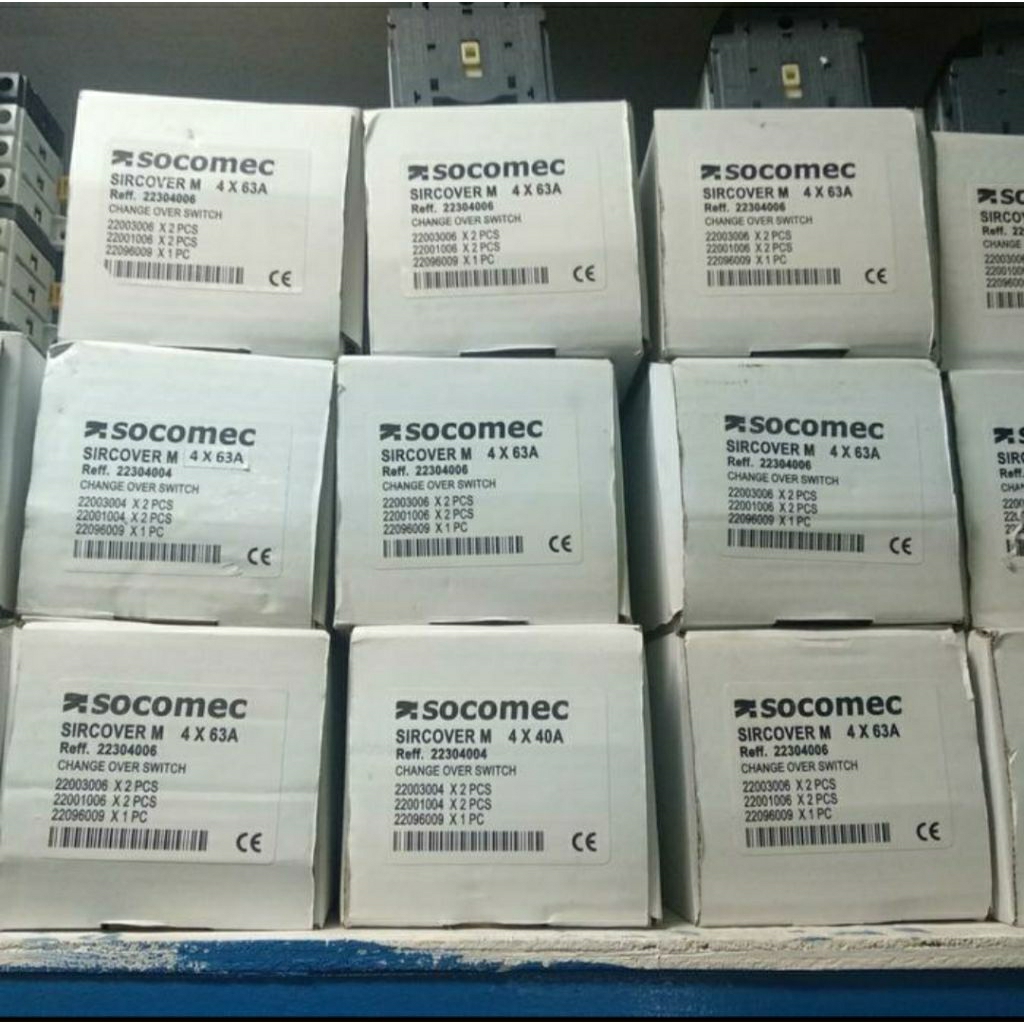 socomec
SIRCOVER M 4 X 63A
Reff. 22304006
CHANGE OVER SWITCH
22003006 X 2 PCS
22001006 X 2 PCS
22096009 X 1 PC
CE
socomec
SIRCOVER M 4 X 63A
Reff. 22304006
CHANGE OVER SWITCH
22003006 X 2 PCS
22001006 X 2 PCS
22096009 X 1 PC
CE
socomec
SIRCOVER M 4 X 63A
Reff. 22304006
CHANGE OVER SWITCH
22003006 X 2 PCS
22001006 X 2 PCS
22096009 X 1 PC
CE
socomec
SIRCOVER M 4 X 63A
Reff. 22304004
CHANGE OVER SWITCH
22003004 X 2 PCS
22001004 X 2 PCS
22096009 X 1 PC
CE
socomec
SIRCOVER M 4 X 63A
Reff. 22304006
CHANGE OVER SWITCH
22003006 X 2 PCS
22001006 X 2 PCS
22096009 X 1 PC
CE
socomec
SIRCOVER M 4 X 63A
Reff. 22304006
CHANGE OVER SWITCH
22003006 X 2 PCS
22001006 X 2 PCS
22096009 X 1 PC
CE
socomec
SIRCOVER M 4 X 63A
Reff. 22304006
CHANGE OVER SWITCH
22003006 X 2 PCS
22001006 X 2 PCS
22096009 X 1 PC
CE
socomec
SIRCOVER M 4 X 40A
Reff. 22304004
CHANGE OVER SWITCH
22003004 X 2 PCS
22001004 X 2 PCS
22096009 X 1 PC
CE
socomec
SIRCOVER M 4 X 63A
Reff. 22304006
CHANGE OVER SWITCH
22003006 X 2 PCS
22001006 X 2 PCS
22096009 X 1 PC
CE